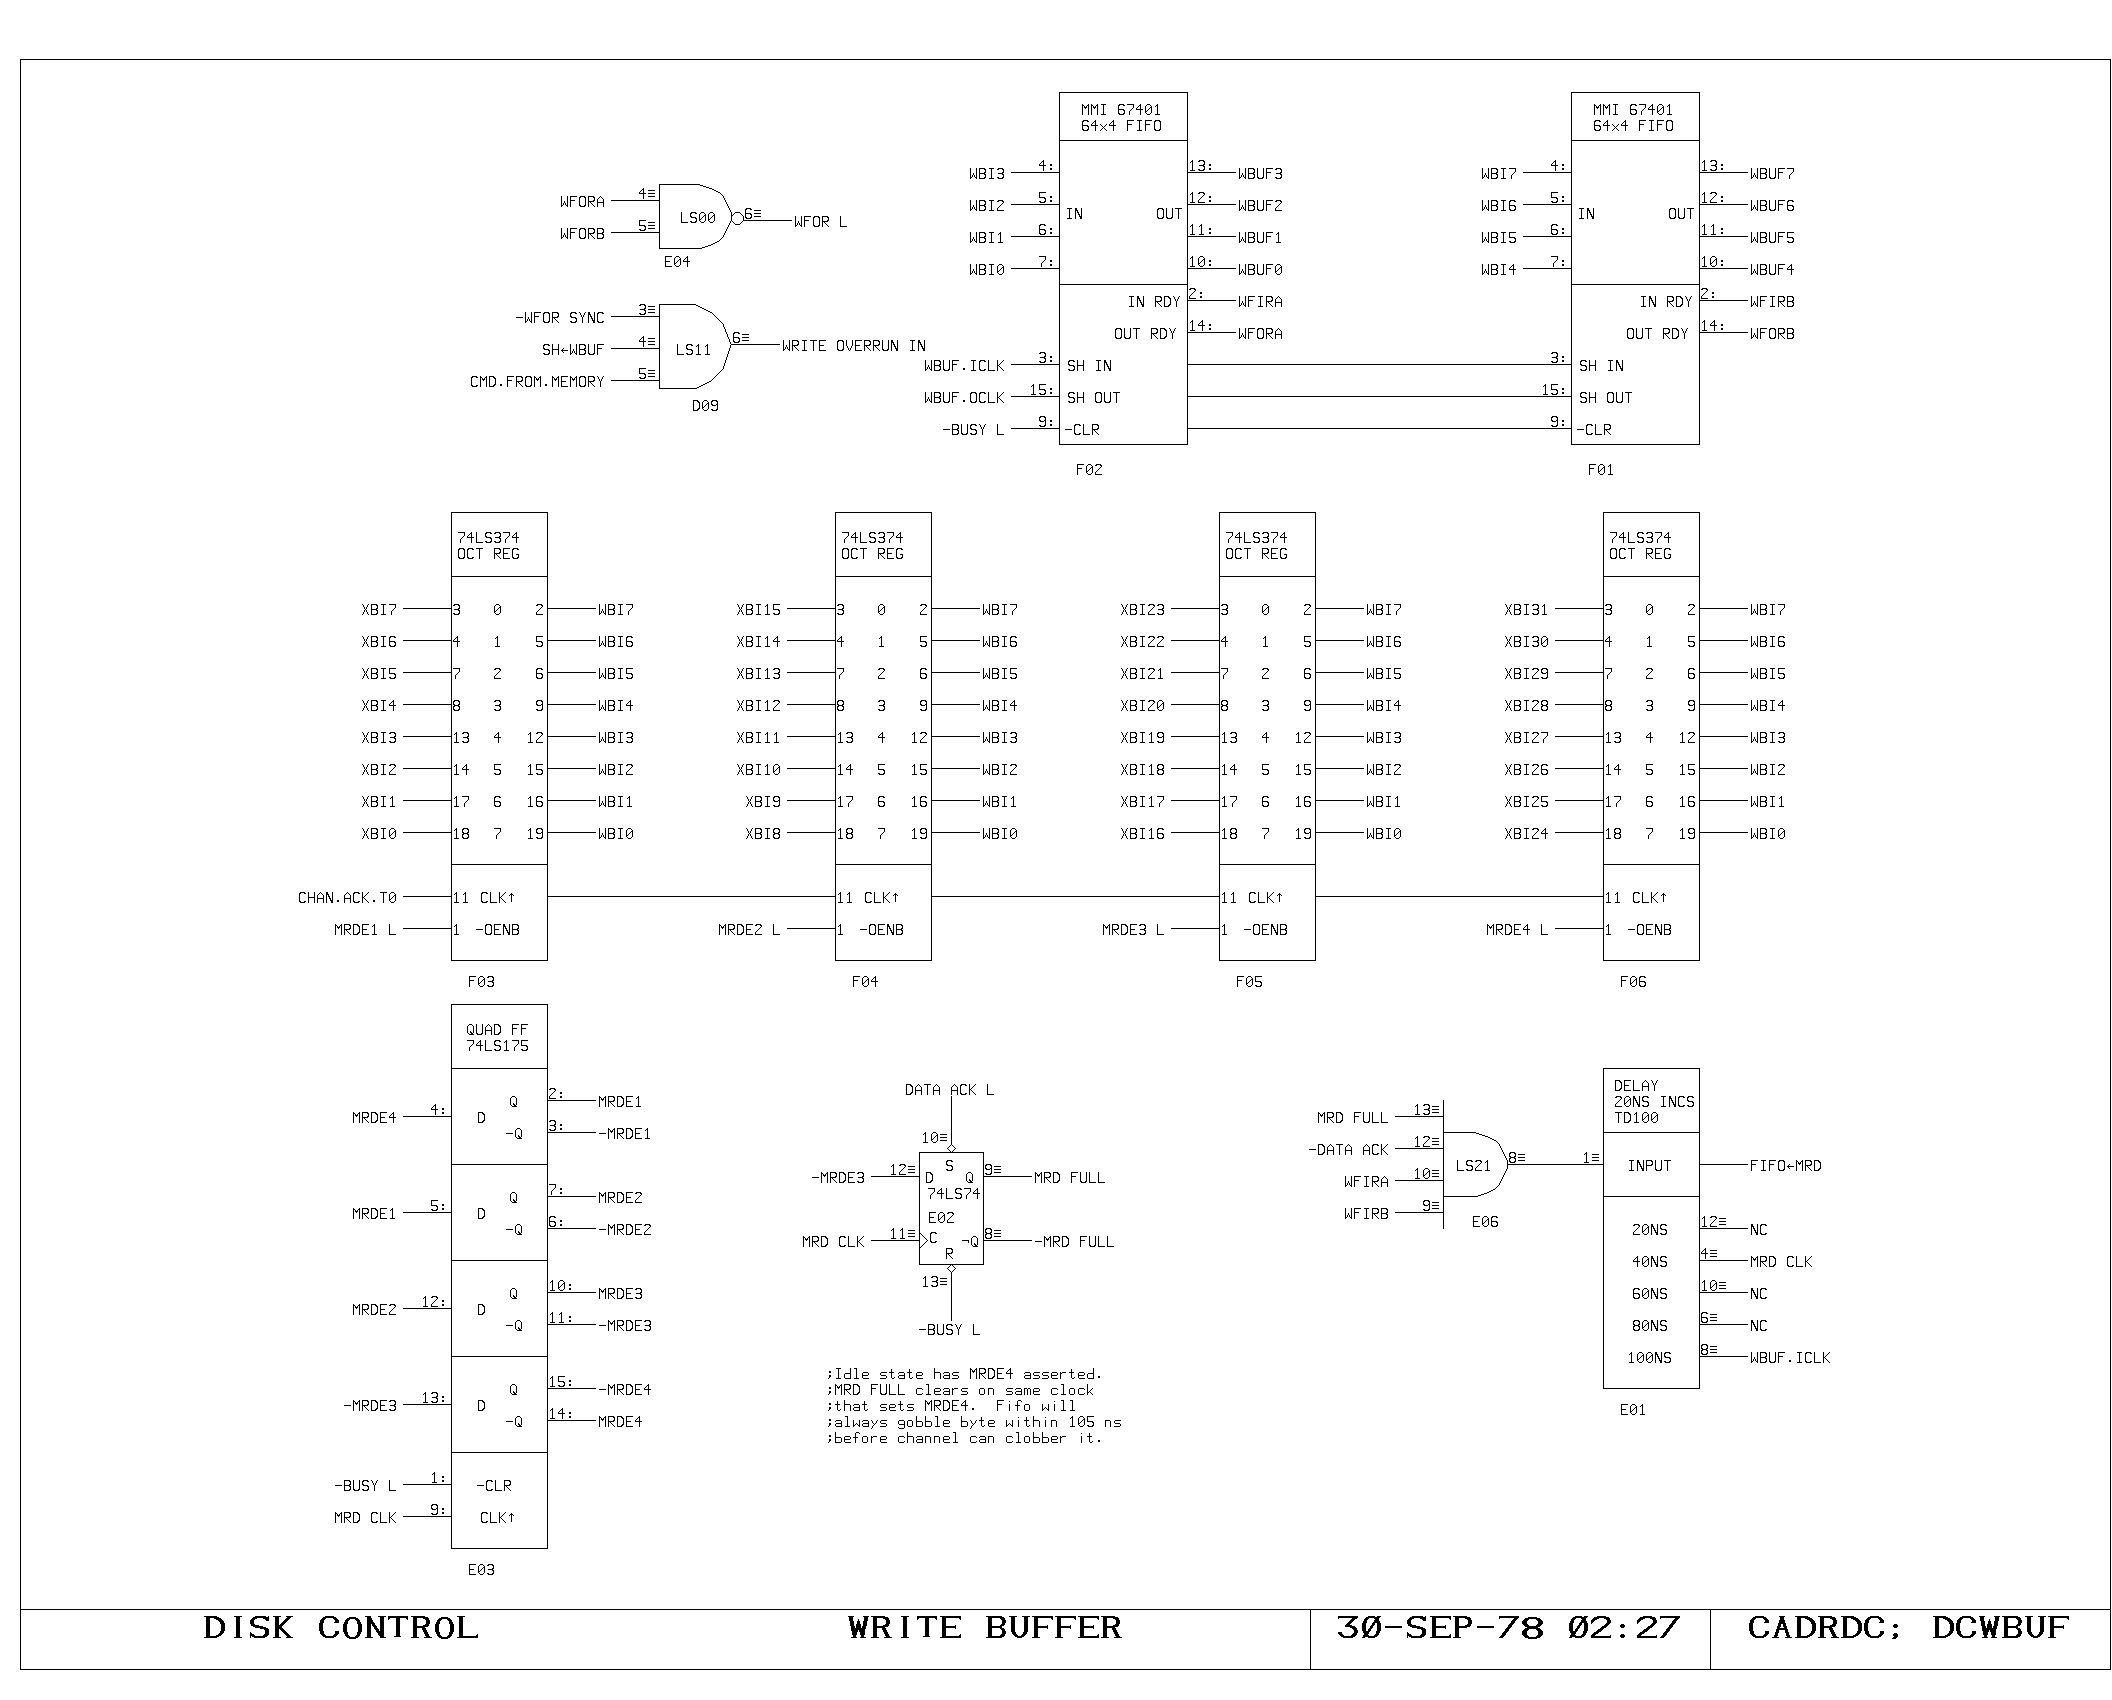 MMI 67401
64x4 FIFO
WBI3 4: 13: WBUF3
WBI2 5: 12: WBUF2
IN OUT
WBI1 6: 11: WBUF1
WBI0 7: 10: WBUF0
IN RDY 2: WFIRA
OUT RDY 14: WFORA
WBUF.ICLK 3: SH IN
WBUF.OCLK 15: SH OUT
-BUSY L 9: -CLR
F02
MMI 67401
64x4 FIFO
WBI7 4: 13: WBUF7
WBI6 5: 12: WBUF6
IN OUT
WBI5 6: 11: WBUF5
WBI4 7: 10: WBUF4
IN RDY 2: WFIRB
OUT RDY 14: WFORB
3: SH IN
15: SH OUT
9: -CLR
F01
WFORA 4≡
LS00 6≡ WFOR L
WFORB 5≡
E04
-WFOR SYNC 3≡
SH←WBUF 4≡ LS11 6≡ WRITE OVERRUN IN
CMD.FROM.MEMORY 5≡
D09
74LS374
OCT REG
XBI7 3 0 2 WBI7
XBI6 4 1 5 WBI6
XBI5 7 2 6 WBI5
XBI4 8 3 9 WBI4
XBI3 13 4 12 WBI3
XBI2 14 5 15 WBI2
XBI1 17 6 16 WBI1
XBI0 18 7 19 WBI0
CHAN.ACK.T0 11 CLK↑
MRDE1 L 1 -OENB
F03
74LS374
OCT REG
XBI15 3 0 2 WBI7
XBI14 4 1 5 WBI6
XBI13 7 2 6 WBI5
XBI12 8 3 9 WBI4
XBI11 13 4 12 WBI3
XBI10 14 5 15 WBI2
XBI9 17 6 16 WBI1
XBI8 18 7 19 WBI0
11 CLK↑
MRDE2 L 1 -OENB
F04
74LS374
OCT REG
XBI23 3 0 2 WBI7
XBI22 4 1 5 WBI6
XBI21 7 2 6 WBI5
XBI20 8 3 9 WBI4
XBI19 13 4 12 WBI3
XBI18 14 5 15 WBI2
XBI17 17 6 16 WBI1
XBI16 18 7 19 WBI0
11 CLK↑
MRDE3 L 1 -OENB
F05
74LS374
OCT REG
XBI31 3 0 2 WBI7
XBI30 4 1 5 WBI6
XBI29 7 2 6 WBI5
XBI28 8 3 9 WBI4
XBI27 13 4 12 WBI3
XBI26 14 5 15 WBI2
XBI25 17 6 16 WBI1
XBI24 18 7 19 WBI0
11 CLK↑
MRDE4 L 1 -OENB
F06
QUAD FF
74LS175
Q 2: MRDE1
MRDE4 4: D
-Q 3: -MRDE1
Q 7: MRDE2
MRDE1 5: D
-Q 6: -MRDE2
Q 10: MRDE3
MRDE2 12: D
-Q 11: -MRDE3
Q 15: -MRDE4
-MRDE3 13: D
-Q 14: MRDE4
-BUSY L 1: -CLR
MRD CLK 9: CLK↑
E03
DATA ACK L
10≡
S
-MRDE3 12≡ D Q 9≡ MRD FULL
74LS74
E02
MRD CLK 11≡ C ¬Q 8≡ -MRD FULL
R
13≡
-BUSY L
;Idle state has MRDE4 asserted.
;MRD FULL clears on same clock
;that sets MRDE4.  Fifo will
;always gobble byte within 105 ns
;before channel can clobber it.
MRD FULL 13≡
-DATA ACK 12≡
LS21 8≡
WFIRA 10≡
WFIRB 9≡
E06
DELAY
20NS INCS
TD100
1≡ INPUT FIFO←MRD
20NS 12≡ NC
40NS 4≡ MRD CLK
60NS 10≡ NC
80NS 6≡ NC
100NS 8≡ WBUF.ICLK
E01
DISK CONTROL WRITE BUFFER 30-SEP-78 02:27 CADRDC; DCWBUF